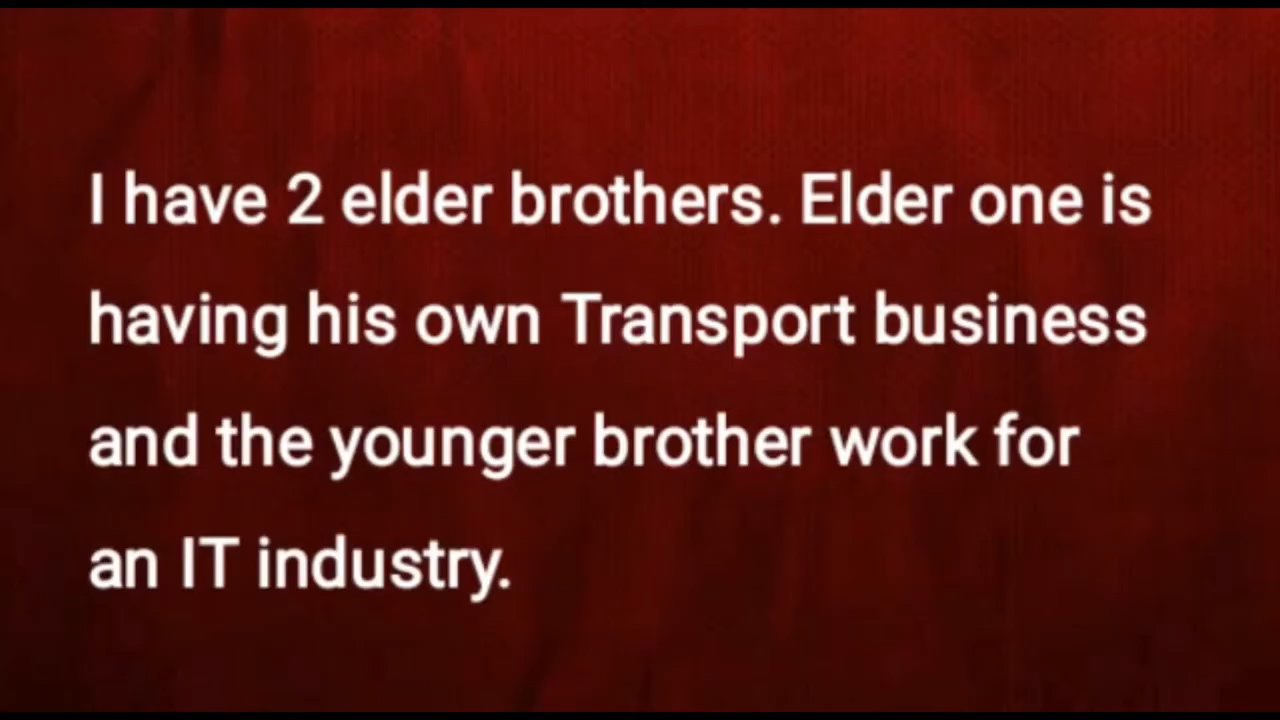 I have 2 elder brothers. Elder one is
having his own Transport business
and the younger brother work for
an IT industry.